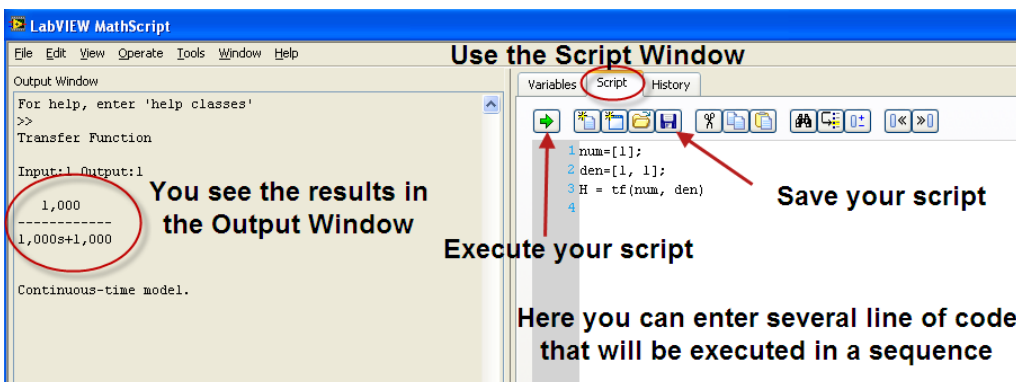 LabVIEW MathScript
File Edit View Operate Tools Window Help
Use the Script Window
Output Window
Variables Script History
For help, enter 'help classes'
>>
Transfer Function
Input:1 Output:1
1,000
------------
1,000s+1,000
Continuous-time model.
You see the results in
the Output Window
1 num=[1];
2 den=[1, 1];
3 H = tf(num, den)
4
Save your script
Execute your script
Here you can enter several line of code
that will be executed in a sequence